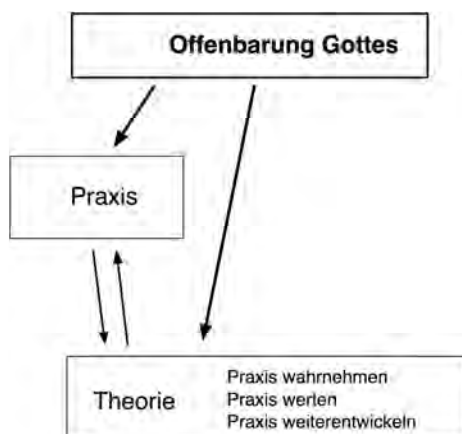 Offenbarung Gottes
Praxis
Theorie
Praxis wahrnehmen
Praxis werten
Praxis weiterentwickeln